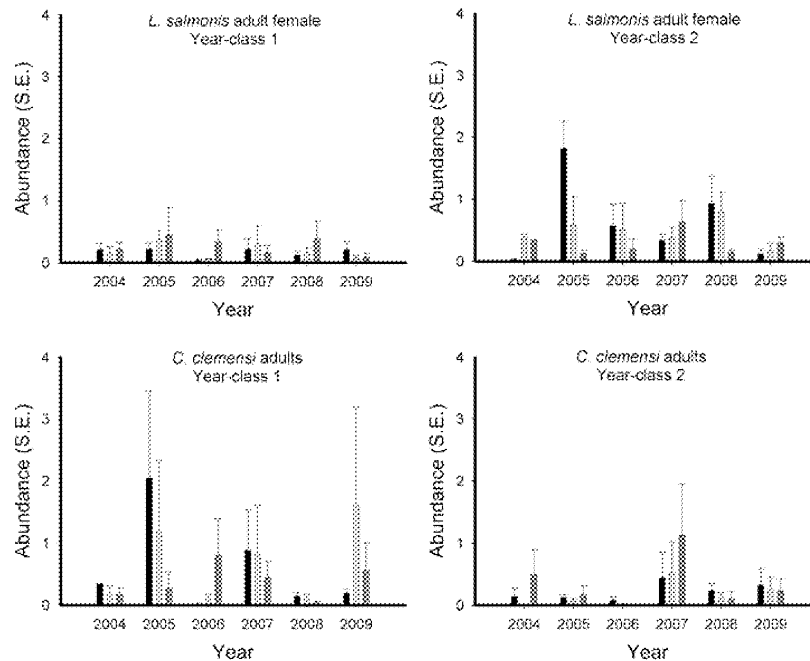 L. salmonis adult female
Year-class 1
Abundance (S.E.)
4
3
2
1
0
2004 2005 2006 2007 2008 2009
Year
L. salmonis adult female
Year-class 2
Abundance (S.E.)
4
3
2
1
0
2004 2005 2006 2007 2008 2009
Year
C. clemensi adults
Year-class 1
Abundance (S.E.)
4
3
2
1
0
2004 2005 2006 2007 2008 2009
Year
C. clemensi adults
Year-class 2
Abundance (S.E.)
4
3
2
1
0
2004 2005 2006 2007 2008 2009
Year